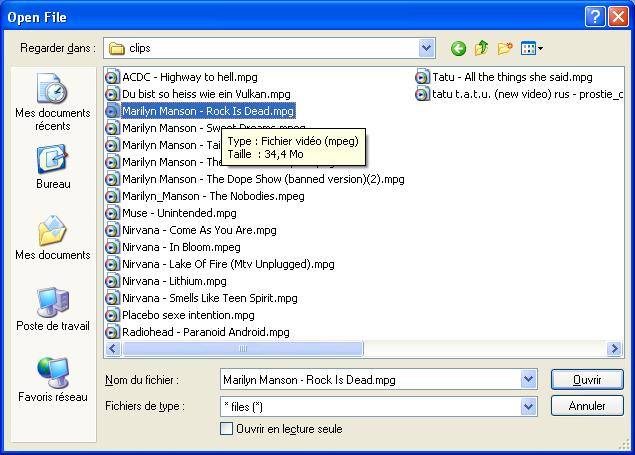 Open File
Regarder dans :
clips
Mes documents récents
Bureau
Mes documents
Poste de travail
Favoris réseau
ACDC - Highway to hell.mpg
Du bist so heiss wie ein Vulkan.mpg
Marilyn Manson - Rock Is Dead.mpg
Marilyn Manson - Sweet Dreams.mpg
Marilyn Manson - Tai
Marilyn Manson - The
Marilyn Manson - The Dope Show (banned version)(2).mpg
Marilyn_Manson - The Nobodies.mpeg
Muse - Unintended.mpg
Nirvana - Come As You Are.mpg
Nirvana - In Bloom.mpeg
Nirvana - Lake Of Fire (Mtv Unplugged).mpg
Nirvana - Lithium.mpg
Nirvana - Smells Like Teen Spirit.mpg
Placebo sexe intention.mpg
Radiohead - Paranoid Android.mpg
Tatu - All the things she said.mpg
tatu t.a.t.u. (new video) rus - prostie_c
Type : Fichier vidéo (mpeg)
Taille : 34,4 Mo
Nom du fichier :
Marilyn Manson - Rock Is Dead.mpg
Ouvrir
Fichiers de type :
* files (*)
Annuler
Ouvrir en lecture seule